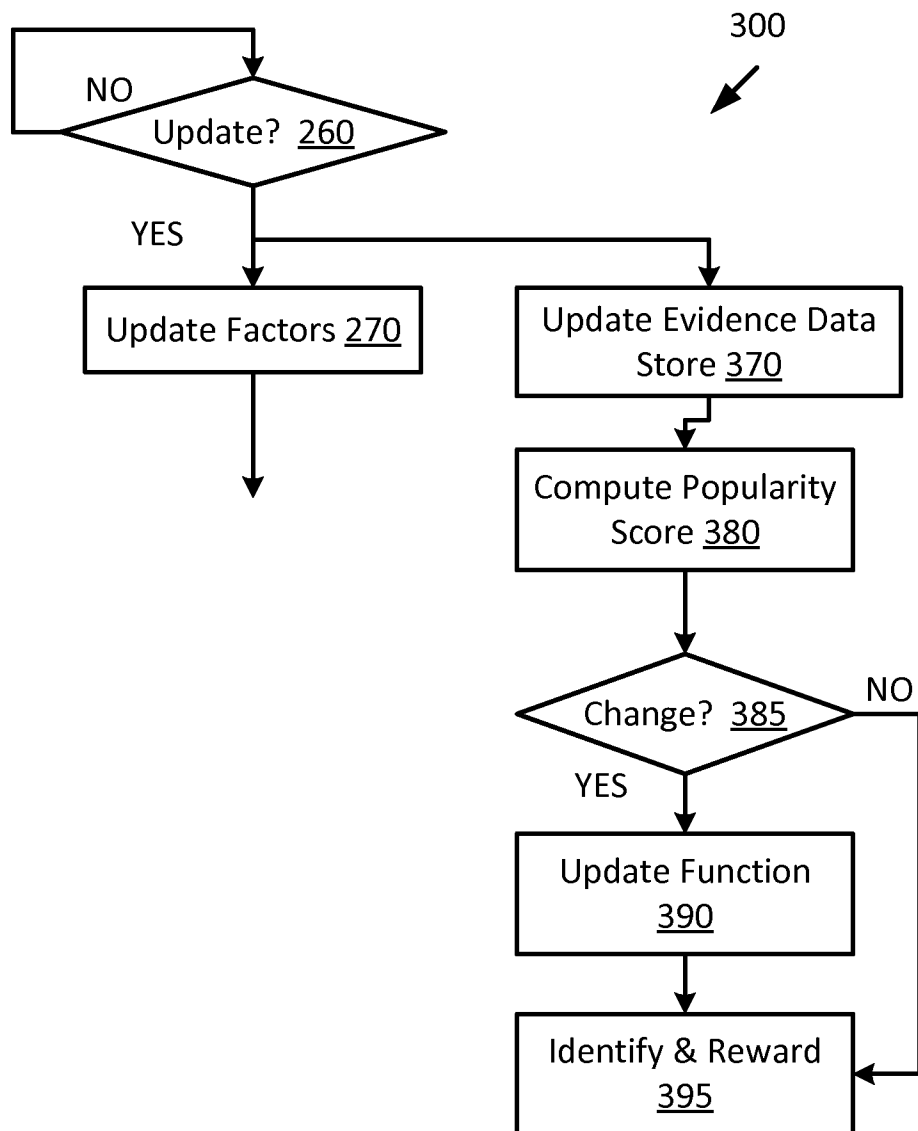 300
NO
Update? 260
YES
Update Factors 270
Update Evidence Data
Store 370
Compute Popularity
Score 380
NO
Change? 385
YES
Update Function
390
Identify & Reward
395